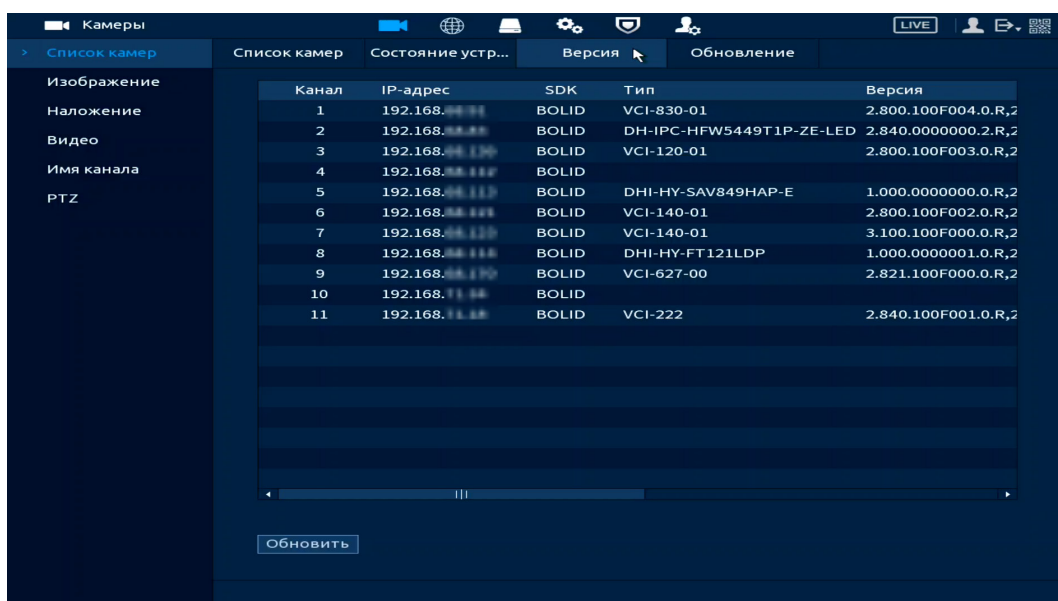 Камеры LIVE
Список камер
Изображение
Наложение
Видео
Имя канала
PTZ
Список камер Состояние устр... Версия Обновление
Канал IP-адрес SDK Тип Версия
1 192.168. BOLID VCI-830-01 2.800.100F004.0.R,2
2 192.168. BOLID DH-IPC-HFW5449T1P-ZE-LED 2.840.0000000.2.R,2
3 192.168. BOLID VCI-120-01 2.800.100F003.0.R,2
4 192.168. BOLID
5 192.168. BOLID DHI-HY-SAV849HAP-E 1.000.0000000.0.R,2
6 192.168. BOLID VCI-140-01 2.800.100F002.0.R,2
7 192.168. BOLID VCI-140-01 3.100.100F000.0.R,2
8 192.168. BOLID DHI-HY-FT121LDP 1.000.0000001.0.R,2
9 192.168. BOLID VCI-627-00 2.821.100F000.0.R,2
10 192.168. BOLID
11 192.168. BOLID VCI-222 2.840.100F001.0.R,2
Обновить